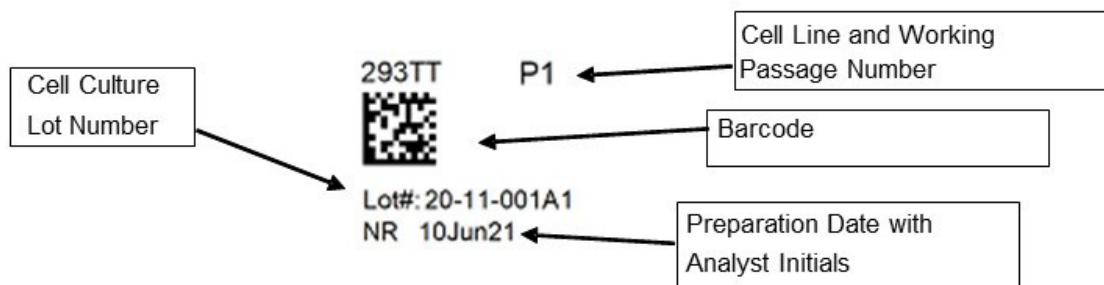 Cell Line and Working
Passage Number
293TT P1
Cell Culture
Lot Number
Barcode
Lot#: 20-11-001A1
NR 10Jun21
Preparation Date with
Analyst Initials